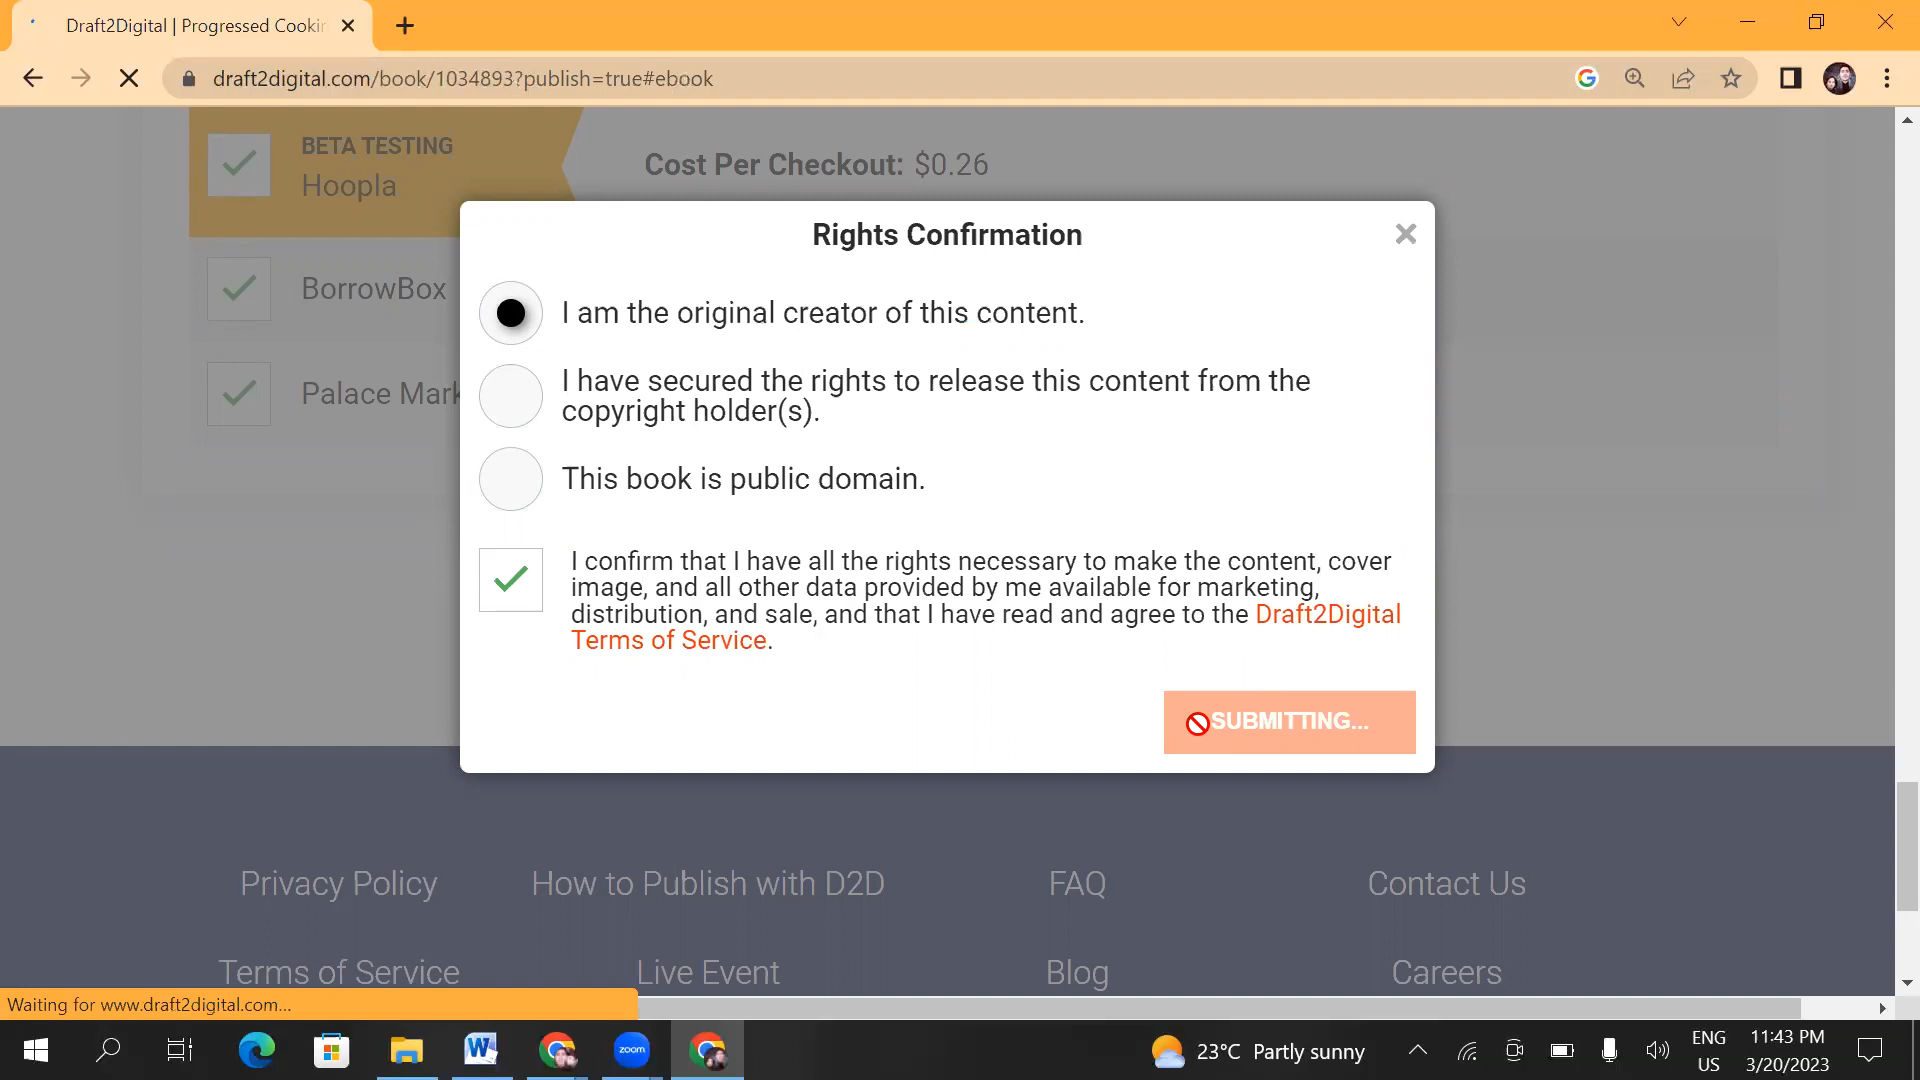 Draft2Digital | Progressed Cookin
draft2digital.com/book/1034893?publish=true#ebook
BETA TESTING
Hoopla
Cost Per Checkout: $0.26
BorrowBox
Palace Mark
Rights Confirmation
I am the original creator of this content.
I have secured the rights to release this content from the
copyright holder(s).
This book is public domain.
I confirm that I have all the rights necessary to make the content, cover
image, and all other data provided by me available for marketing,
distribution, and sale, and that I have read and agree to the Draft2Digital
Terms of Service.
SUBMITTING...
Privacy Policy
How to Publish with D2D
FAQ
Contact Us
Terms of Service
Live Event
Blog
Careers
Waiting for www.draft2digital.com...
W
zoom
23°C Partly sunny
ENG
US
11:43 PM
3/20/2023